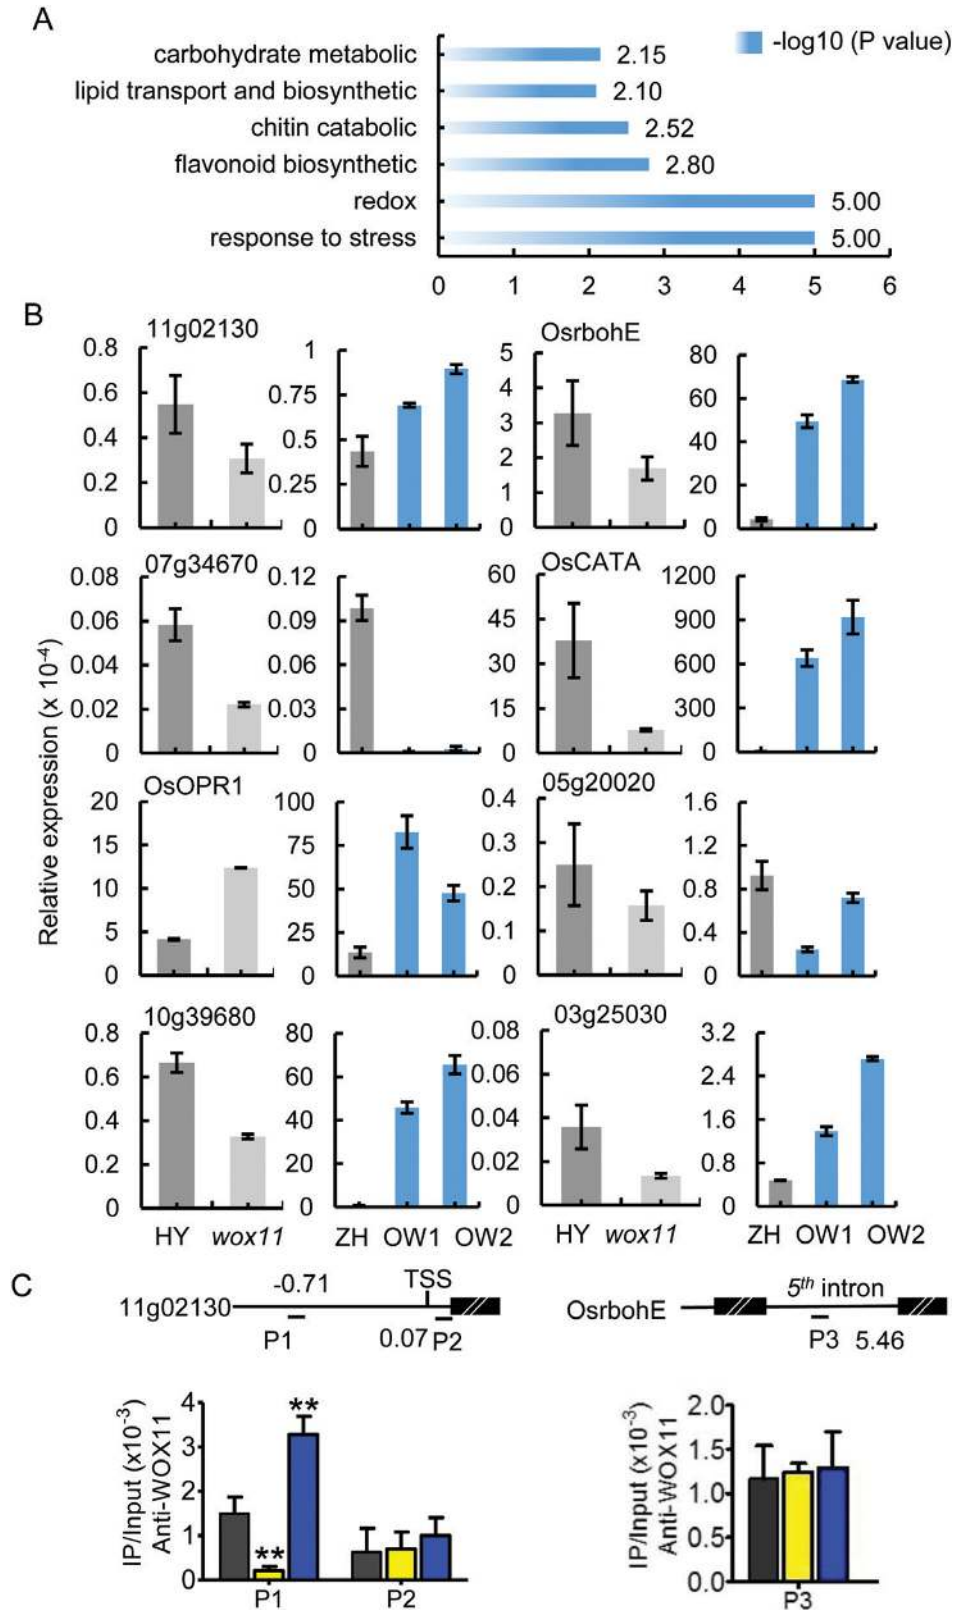 A
-log10 (P value)
carbohydrate metabolic 2.15
lipid transport and biosynthetic 2.10
chitin catabolic 2.52
flavonoid biosynthetic 2.80
redox 5.00
response to stress 5.00
0 1 2 3 4 5 6
B
Relative expression (x 10-4)
11g02130
0.8
0.6
0.4
0.2
0
1
0.75
0.5
0.25
0
OsrbohE
5
4
3
2
1
0
80
60
40
20
0
07g34670
0.08
0.06
0.04
0.02
0
0.12
0.09
0.06
0.03
0
OsCATA
60
45
30
15
0
1200
900
600
300
0
OsOPR1
20
15
10
5
0
100
75
50
25
0
05g20020
0.4
0.3
0.2
0.1
0
1.6
1.2
0.8
0.4
0
10g39680
0.8
0.6
0.4
0.2
0
80
60
40
20
0
03g25030
0.08
0.06
0.04
0.02
0
3.2
2.4
1.6
0.8
0
HY wox11 ZH OW1 OW2 HY wox11 ZH OW1 OW2
C
-0.71 TSS
11g02130
P1 0.07 P2
5th intron
OsrbohE
P3 5.46
IP/Input (x10-3)
Anti-WOX11
4
3
2
1
0
**
**
P1 P2
IP/Input (x10-3)
Anti-WOX11
2.0
1.5
1.0
0.5
0.0
P3